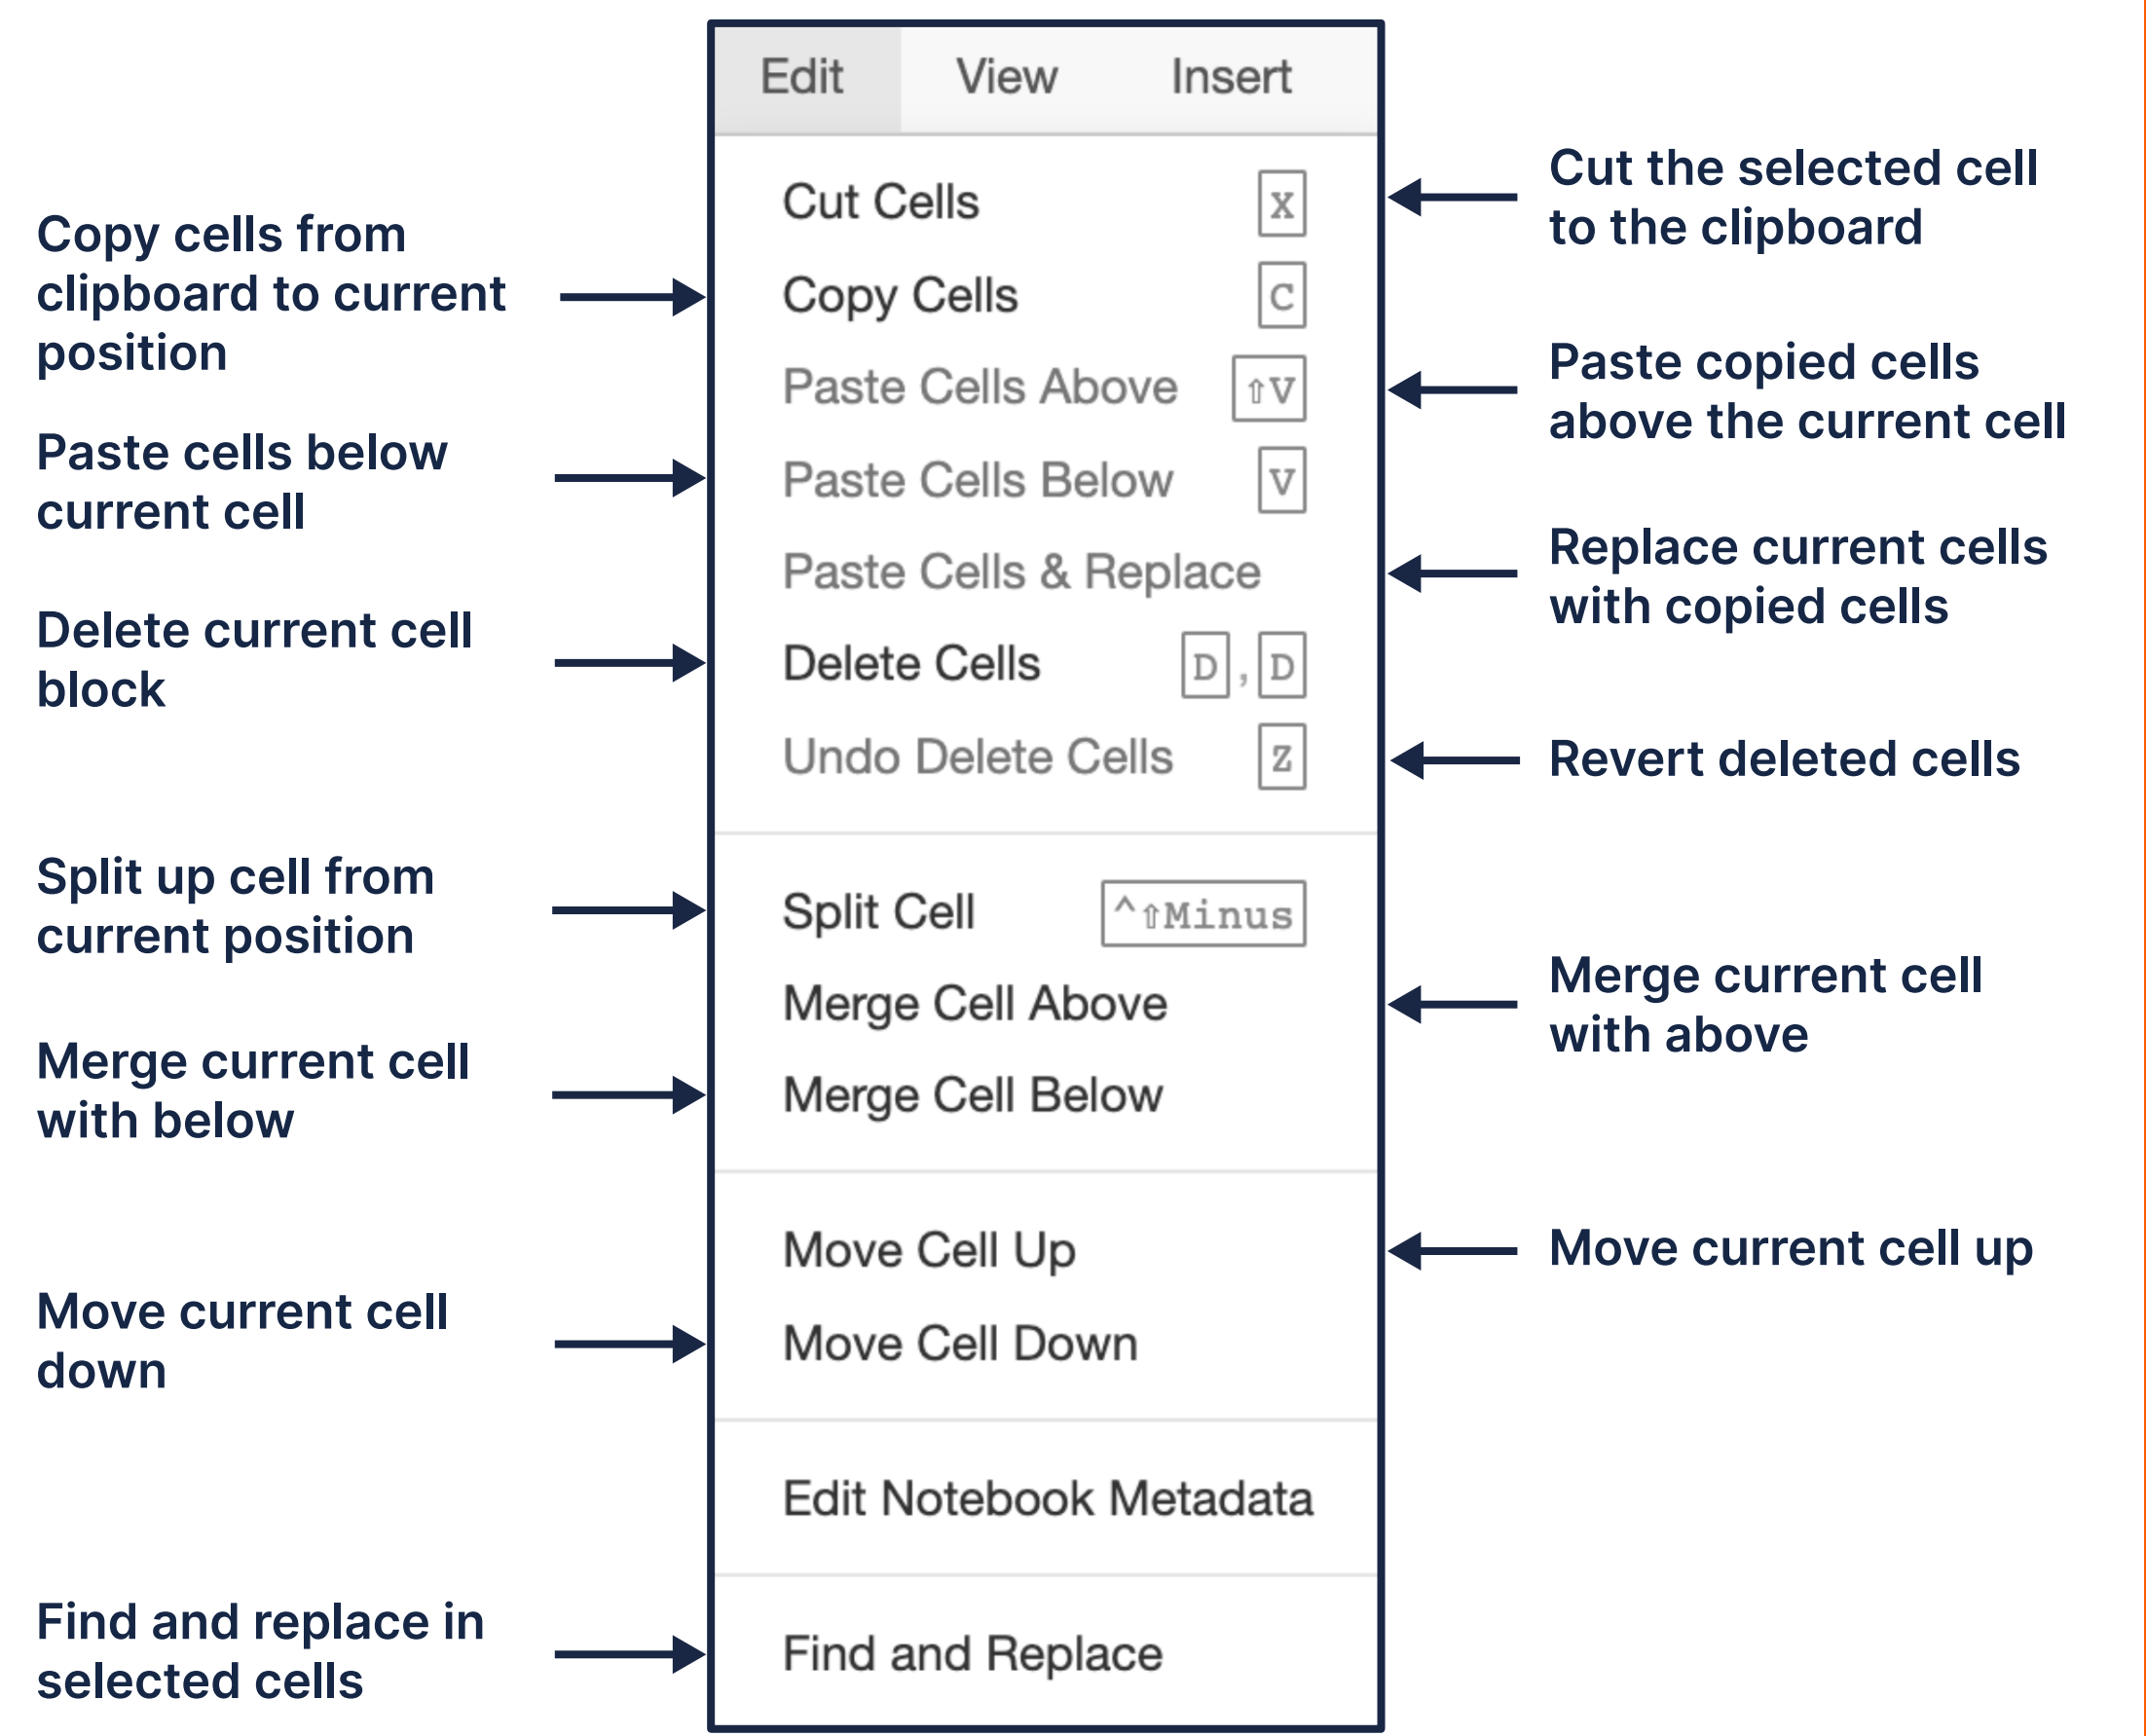 Edit View Insert
Cut Cells X
Cut the selected cell
to the clipboard
Copy cells from
clipboard to current
position
Copy Cells C
Paste Cells Above ⇧V
Paste copied cells
above the current cell
Paste cells below
current cell
Paste Cells Below V
Paste Cells & Replace
Replace current cells
with copied cells
Delete current cell
block
Delete Cells D , D
Undo Delete Cells Z
Revert deleted cells
Split up cell from
current position
Split Cell ^⇧Minus
Merge Cell Above
Merge current cell
with above
Merge current cell
with below
Merge Cell Below
Move Cell Up
Move current cell up
Move current cell
down
Move Cell Down
Edit Notebook Metadata
Find and replace in
selected cells
Find and Replace